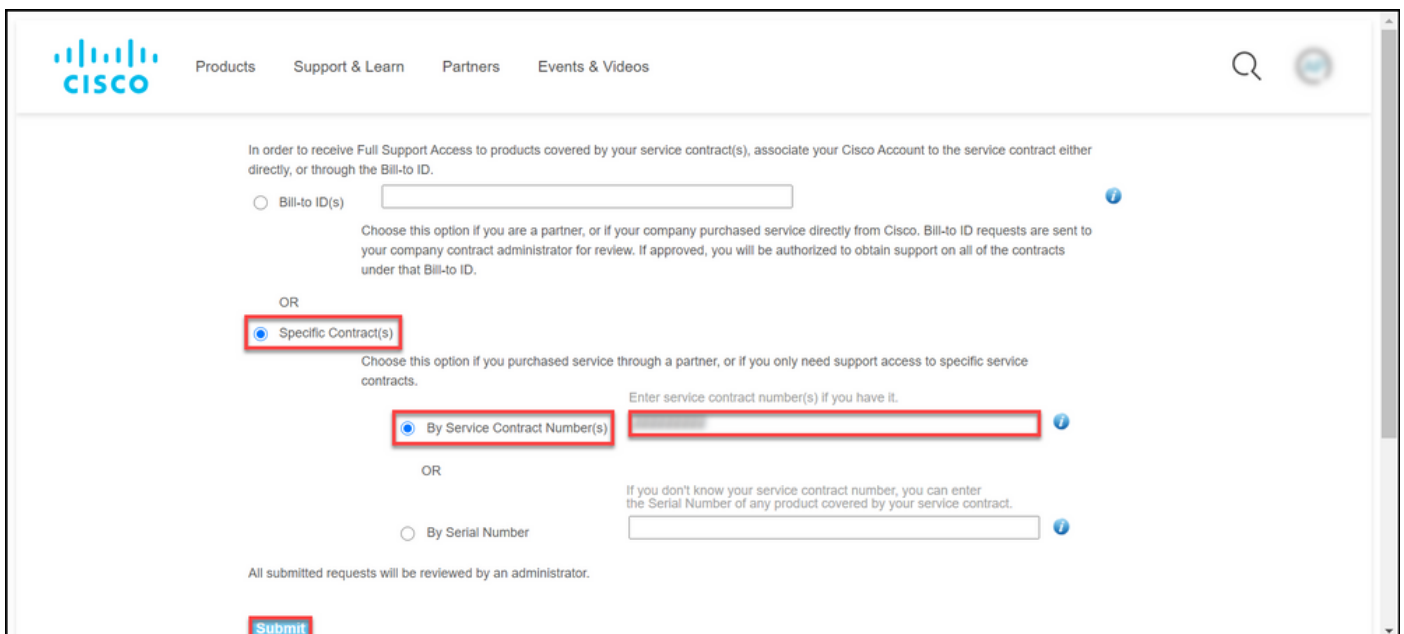 CISCO
Products Support & Learn Partners Events & Videos
In order to receive Full Support Access to products covered by your service contract(s), associate your Cisco Account to the service contract either
directly, or through the Bill-to ID.
Bill-to ID(s)
Choose this option if you are a partner, or if your company purchased service directly from Cisco. Bill-to ID requests are sent to
your company contract administrator for review. If approved, you will be authorized to obtain support on all of the contracts
under that Bill-to ID.
OR
Specific Contract(s)
Choose this option if you purchased service through a partner, or if you only need support access to specific service
contracts.
Enter service contract number(s) if you have it.
By Service Contract Number(s)
OR
If you don't know your service contract number, you can enter
the Serial Number of any product covered by your service contract.
By Serial Number
All submitted requests will be reviewed by an administrator.
Submit